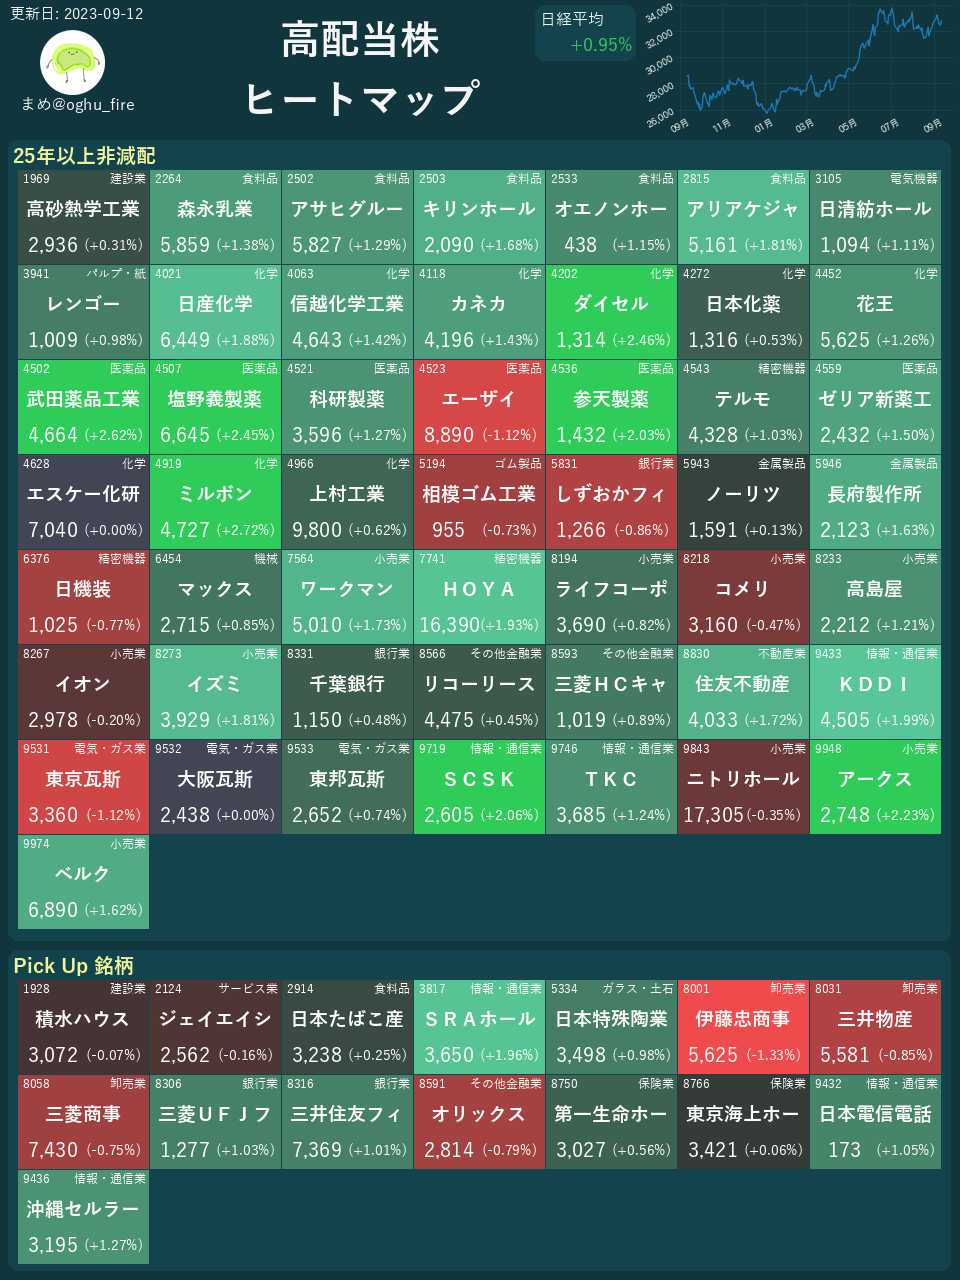 更新日: 2023-09-12
まめ@oghu_fire
高配当株
ヒートマップ
日経平均
+0.95%
34,000
32,000
30,000
28,000
26,000
09月 11月 01月 03月 05月 07月 09月
25年以上非減配
1969 建設業
高砂熱学工業
2,936 (+0.31%)
2264 食料品
森永乳業
5,859 (+1.38%)
2502 食料品
アサヒグルー
5,827 (+1.29%)
2503 食料品
キリンホール
2,090 (+1.68%)
2533 食料品
オエノンホー
438 (+1.15%)
2815 食料品
アリアケジャ
5,161 (+1.81%)
3105 電気機器
日清紡ホール
1,094 (+1.11%)
3941 パルプ・紙
レンゴー
1,009 (+0.98%)
4021 化学
日産化学
6,449 (+1.88%)
4063 化学
信越化学工業
4,643 (+1.42%)
4118 化学
カネカ
4,196 (+1.43%)
4202 化学
ダイセル
1,314 (+2.46%)
4272 化学
日本化薬
1,316 (+0.53%)
4452 化学
花王
5,625 (+1.26%)
4502 医薬品
武田薬品工業
4,664 (+2.62%)
4507 医薬品
塩野義製薬
6,645 (+2.45%)
4521 医薬品
科研製薬
3,596 (+1.27%)
4523 医薬品
エーザイ
8,890 (-1.12%)
4536 医薬品
参天製薬
1,432 (+2.03%)
4543 精密機器
テルモ
4,328 (+1.03%)
4559 医薬品
ゼリア新薬工
2,432 (+1.50%)
4628 化学
エスケー化研
7,040 (+0.00%)
4919 化学
ミルボン
4,727 (+2.72%)
4966 化学
上村工業
9,800 (+0.62%)
5194 ゴム製品
相模ゴム工業
955 (-0.73%)
5831 銀行業
しずおかフィ
1,266 (-0.86%)
5943 金属製品
ノーリツ
1,591 (+0.13%)
5946 金属製品
長府製作所
2,123 (+1.63%)
6376 精密機器
日機装
1,025 (-0.77%)
6454 機械
マックス
2,715 (+0.85%)
7564 小売業
ワークマン
5,010 (+1.73%)
7741 精密機器
ＨＯＹＡ
16,390(+1.93%)
8194 小売業
ライフコーポ
3,690 (+0.82%)
8218 小売業
コメリ
3,160 (-0.47%)
8233 小売業
高島屋
2,212 (+1.21%)
8267 小売業
イオン
2,978 (-0.20%)
8273 小売業
イズミ
3,929 (+1.81%)
8331 銀行業
千葉銀行
1,150 (+0.48%)
8566 その他金融業
リコーリース
4,475 (+0.45%)
8593 その他金融業
三菱ＨＣキャ
1,019 (+0.89%)
8830 不動産業
住友不動産
4,033 (+1.72%)
9433 情報・通信業
ＫＤＤＩ
4,505 (+1.99%)
9531 電気・ガス業
東京瓦斯
3,360 (-1.12%)
9532 電気・ガス業
大阪瓦斯
2,438 (+0.00%)
9533 電気・ガス業
東邦瓦斯
2,652 (+0.74%)
9719 情報・通信業
ＳＣＳＫ
2,605 (+2.06%)
9746 情報・通信業
ＴＫＣ
3,685 (+1.24%)
9843 小売業
ニトリホール
17,305(-0.35%)
9948 小売業
アークス
2,748 (+2.23%)
9974 小売業
ベルク
6,890 (+1.62%)
Pick Up 銘柄
1928 建設業
積水ハウス
3,072 (-0.07%)
2124 サービス業
ジェイエイシ
2,562 (-0.16%)
2914 食料品
日本たばこ産
3,238 (+0.25%)
3817 情報・通信業
ＳＲＡホール
3,650 (+1.96%)
5334 ガラス・土石
日本特殊陶業
3,498 (+0.98%)
8001 卸売業
伊藤忠商事
5,625 (-1.33%)
8031 卸売業
三井物産
5,581 (-0.85%)
8058 卸売業
三菱商事
7,430 (-0.75%)
8306 銀行業
三菱ＵＦＪフ
1,277 (+1.03%)
8316 銀行業
三井住友フィ
7,369 (+1.01%)
8591 その他金融業
オリックス
2,814 (-0.79%)
8750 保険業
第一生命ホー
3,027 (+0.56%)
8766 保険業
東京海上ホー
3,421 (+0.06%)
9432 情報・通信業
日本電信電話
173 (+1.05%)
9436 情報・通信業
沖縄セルラー
3,195 (+1.27%)